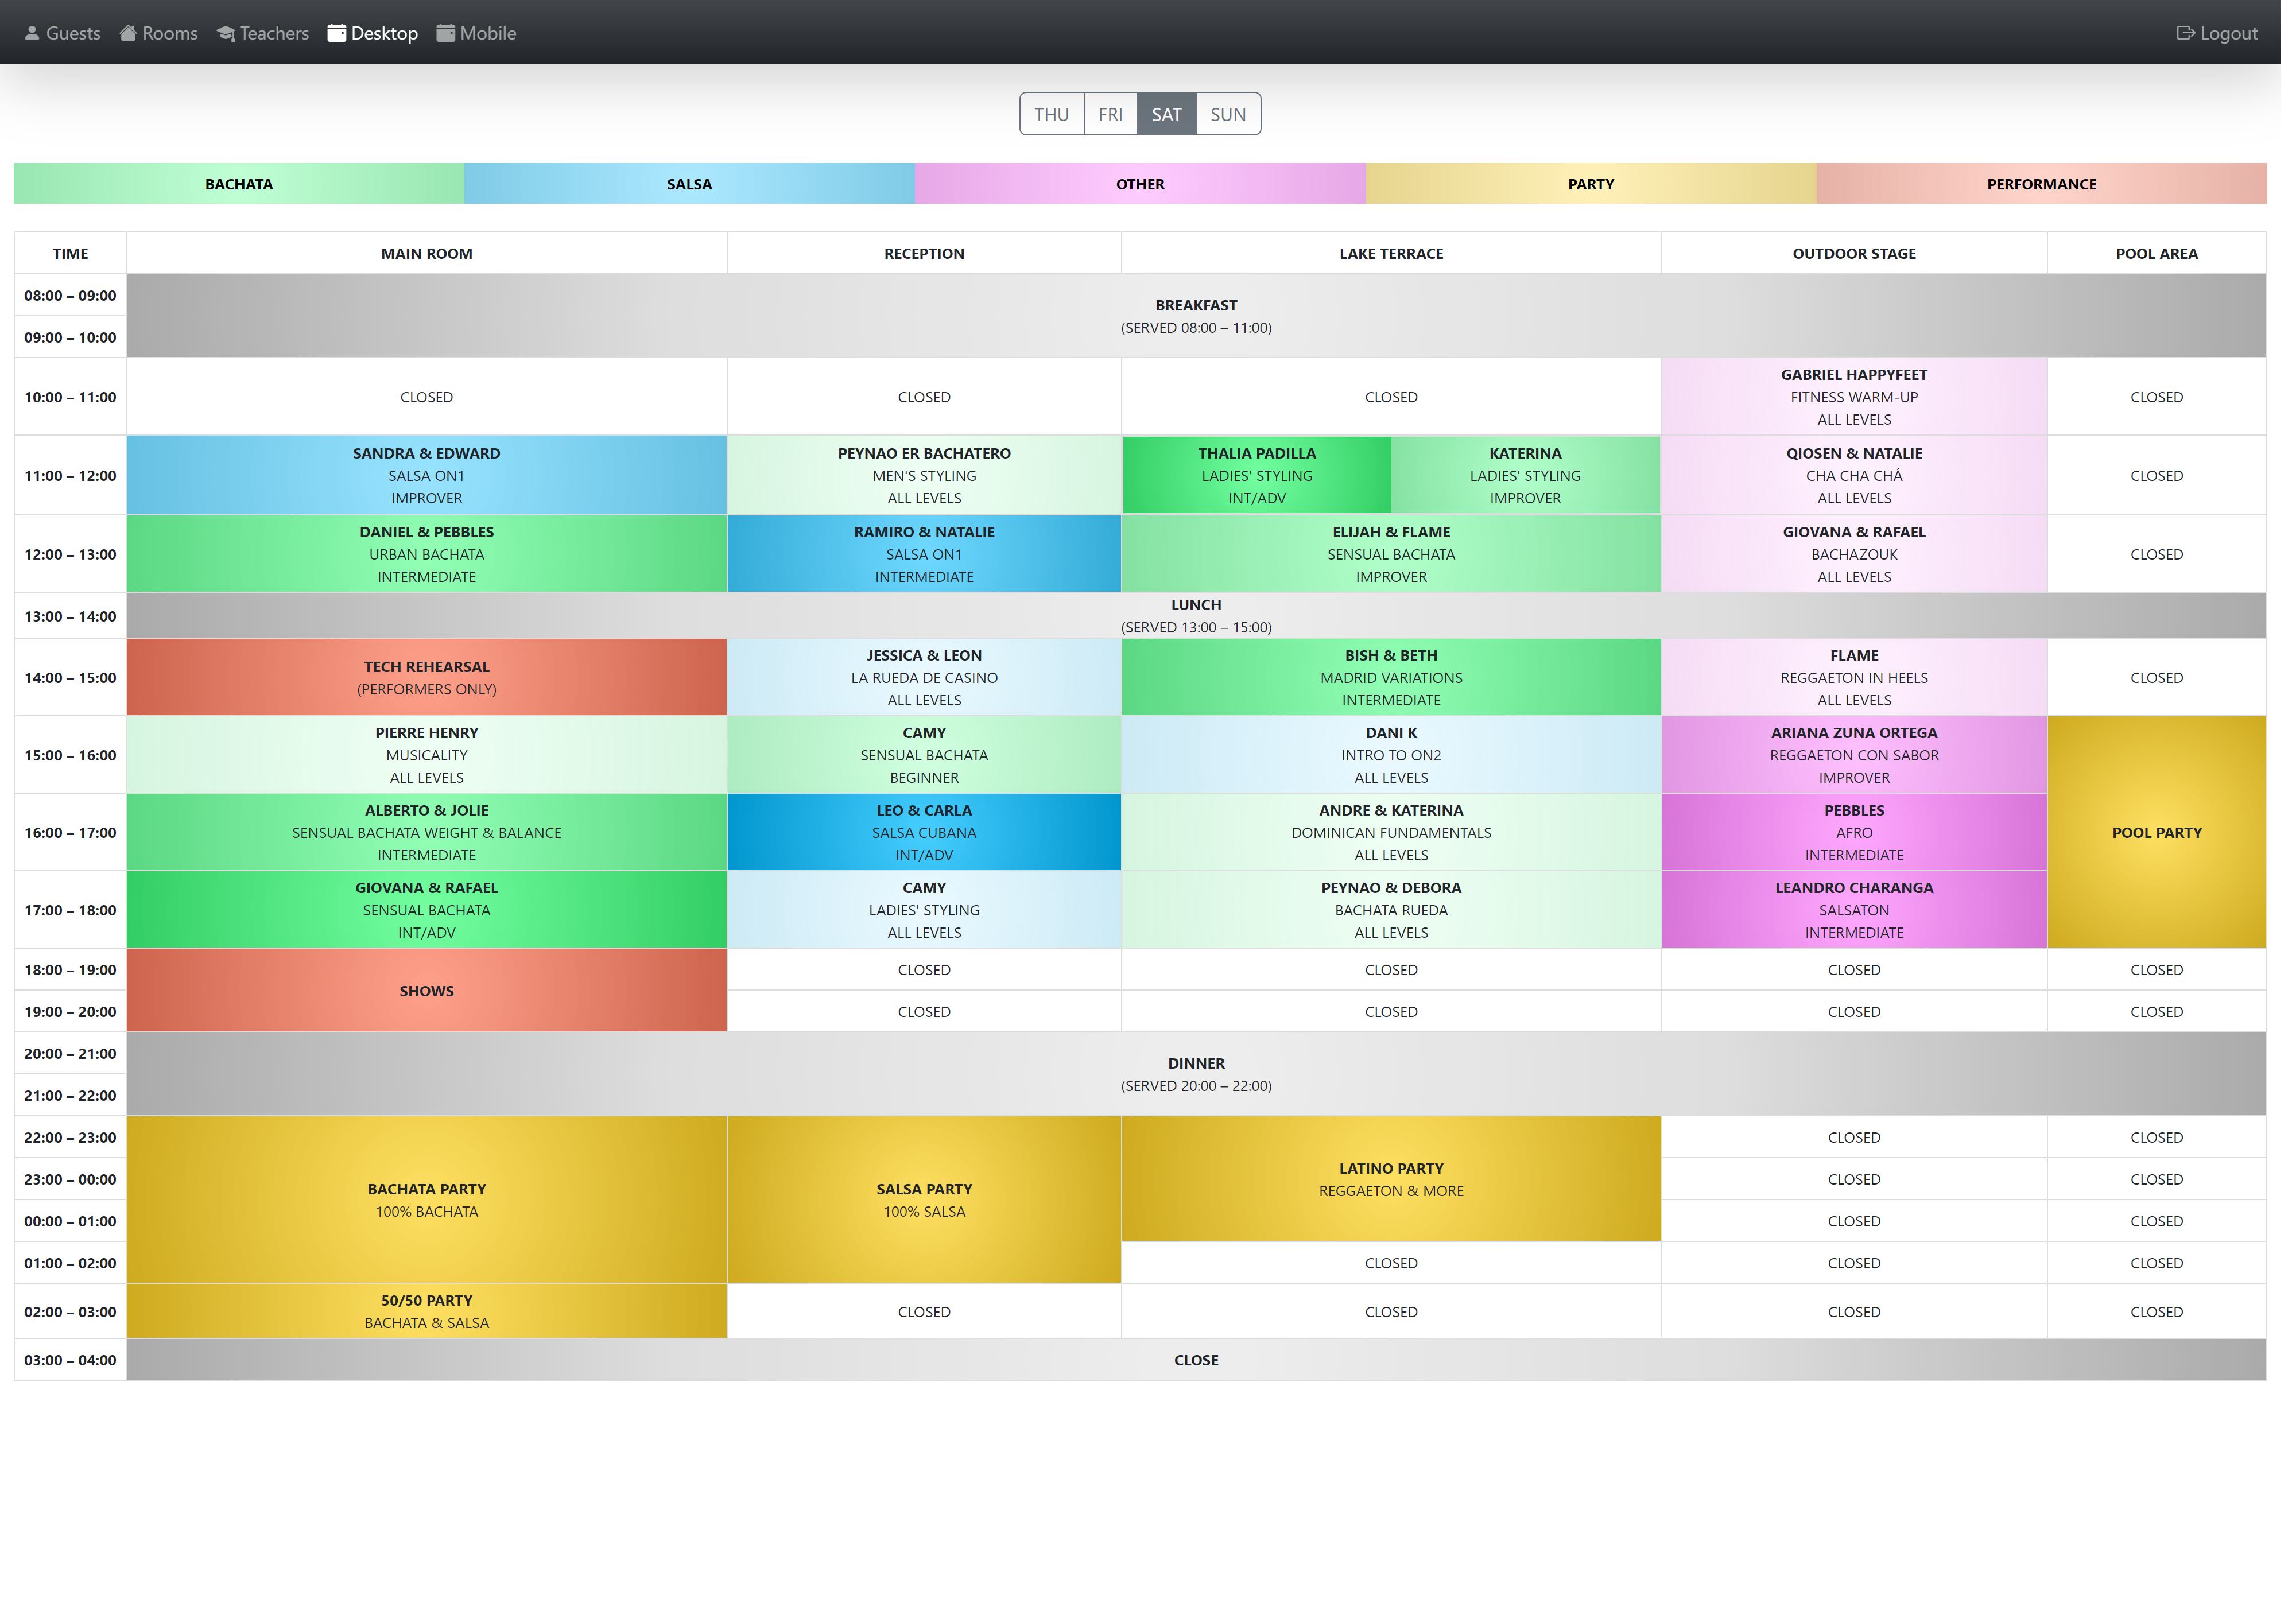 Guests Rooms Teachers Desktop Mobile Logout
THU FRI SAT SUN
BACHATA SALSA OTHER PARTY PERFORMANCE
TIME MAIN ROOM RECEPTION LAKE TERRACE OUTDOOR STAGE POOL AREA
08:00 – 09:00
BREAKFAST
(SERVED 08:00 – 11:00)
09:00 – 10:00
10:00 – 11:00
CLOSED
CLOSED
CLOSED
GABRIEL HAPPYFEET
FITNESS WARM-UP
ALL LEVELS
CLOSED
11:00 – 12:00
SANDRA & EDWARD
SALSA ON1
IMPROVER
PEYNAO ER BACHATERO
MEN'S STYLING
ALL LEVELS
THALIA PADILLA
LADIES' STYLING
INT/ADV
KATERINA
LADIES' STYLING
IMPROVER
QIOSEN & NATALIE
CHA CHA CHÁ
ALL LEVELS
CLOSED
12:00 – 13:00
DANIEL & PEBBLES
URBAN BACHATA
INTERMEDIATE
RAMIRO & NATALIE
SALSA ON1
INTERMEDIATE
ELIJAH & FLAME
SENSUAL BACHATA
IMPROVER
GIOVANA & RAFAEL
BACHAZOUK
ALL LEVELS
CLOSED
13:00 – 14:00
LUNCH
(SERVED 13:00 – 15:00)
14:00 – 15:00
TECH REHEARSAL
(PERFORMERS ONLY)
JESSICA & LEON
LA RUEDA DE CASINO
ALL LEVELS
BISH & BETH
MADRID VARIATIONS
INTERMEDIATE
FLAME
REGGAETON IN HEELS
ALL LEVELS
CLOSED
15:00 – 16:00
PIERRE HENRY
MUSICALITY
ALL LEVELS
CAMY
SENSUAL BACHATA
BEGINNER
DANI K
INTRO TO ON2
ALL LEVELS
ARIANA ZUNA ORTEGA
REGGAETON CON SABOR
IMPROVER
POOL PARTY
16:00 – 17:00
ALBERTO & JOLIE
SENSUAL BACHATA WEIGHT & BALANCE
INTERMEDIATE
LEO & CARLA
SALSA CUBANA
INT/ADV
ANDRE & KATERINA
DOMINICAN FUNDAMENTALS
ALL LEVELS
PEBBLES
AFRO
INTERMEDIATE
17:00 – 18:00
GIOVANA & RAFAEL
SENSUAL BACHATA
INT/ADV
CAMY
LADIES' STYLING
ALL LEVELS
PEYNAO & DEBORA
BACHATA RUEDA
ALL LEVELS
LEANDRO CHARANGA
SALSATON
INTERMEDIATE
18:00 – 19:00
SHOWS
CLOSED
CLOSED
CLOSED
CLOSED
19:00 – 20:00
CLOSED
CLOSED
CLOSED
CLOSED
20:00 – 21:00
DINNER
(SERVED 20:00 – 22:00)
21:00 – 22:00
22:00 – 23:00
BACHATA PARTY
100% BACHATA
SALSA PARTY
100% SALSA
LATINO PARTY
REGGAETON & MORE
CLOSED
CLOSED
23:00 – 00:00
CLOSED
CLOSED
00:00 – 01:00
CLOSED
CLOSED
01:00 – 02:00
CLOSED
CLOSED
CLOSED
02:00 – 03:00
50/50 PARTY
BACHATA & SALSA
CLOSED
CLOSED
CLOSED
CLOSED
03:00 – 04:00
CLOSE